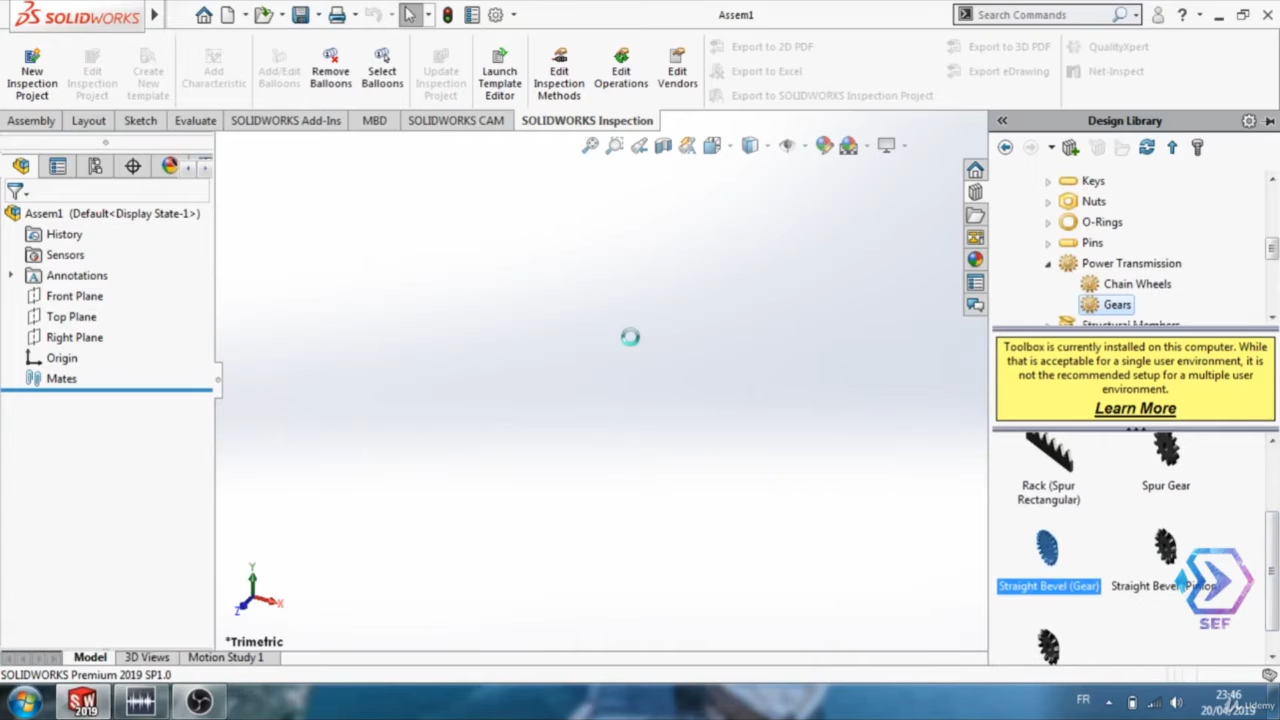 SOLIDWORKS
Assem1
Search Commands
New Inspection Project
Edit Inspection Project
Create New template
Add Characteristic
Add/Edit Balloons
Remove Balloons
Select Balloons
Update Inspection Project
Launch Template Editor
Edit Inspection Methods
Edit Operations
Edit Vendors
Export to 2D PDF
Export to Excel
Export to SOLIDWORKS Inspection Project
Export to 3D PDF
Export eDrawing
QualityXpert
Net-Inspect
Assembly
Layout
Sketch
Evaluate
SOLIDWORKS Add-Ins
MBD
SOLIDWORKS CAM
SOLIDWORKS Inspection
Design Library
Assem1 (Default<Display State-1>)
History
Sensors
Annotations
Front Plane
Top Plane
Right Plane
Origin
Mates
Keys
Nuts
O-Rings
Pins
Power Transmission
Chain Wheels
Gears
Structural Members
Toolbox is currently installed on this computer. While
that is acceptable for a single user environment, it is
not the recommended setup for a multiple user
environment.
Learn More
Rack (Spur
Rectangular)
Spur Gear
Straight Bevel (Gear)
Straight Bevel (Pinion)
SEF
Y
X
Z
*Trimetric
Model
3D Views
Motion Study 1
SOLIDWORKS Premium 2019 SP1.0
SW
2019
FR
23:46
20/04/2019
Udemy